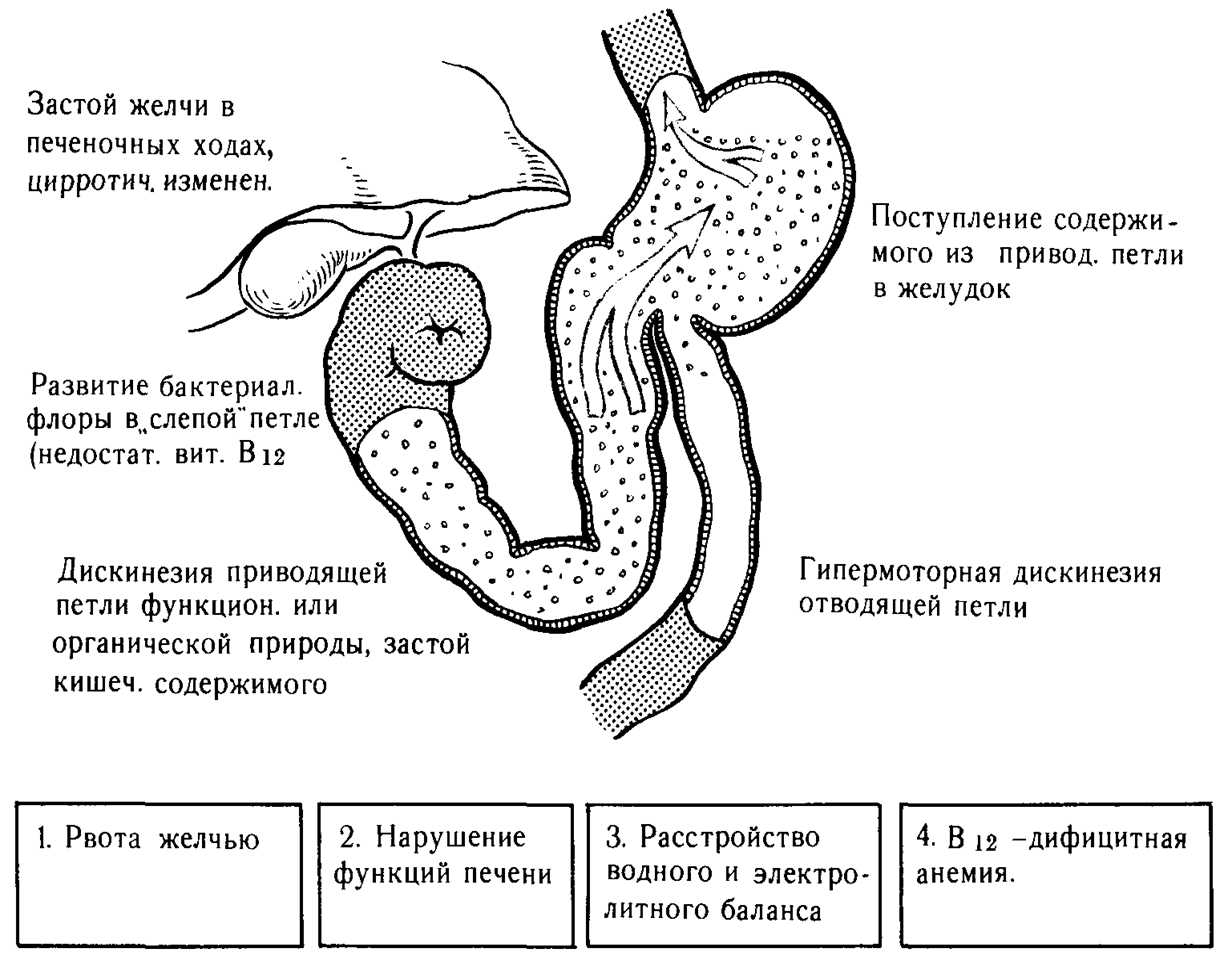 Застой желчи в
печеночных ходах,
цирротич. изменен.
Поступление содержи-
мого из привод. петли
в желудок
Развитие бактериал.
флоры в„слепой"петле
(недостат. вит. В 12
Дискинезия приводящей
петли функцион. или
органической природы, застой
кишеч. содержимого
Гипермоторная дискинезия
отводящей петли
1. Рвота желчью
2. Нарушение
функций печени
3. Расстройство
водного и электро-
литного баланса
4. В 12 -дифицитная
анемия.